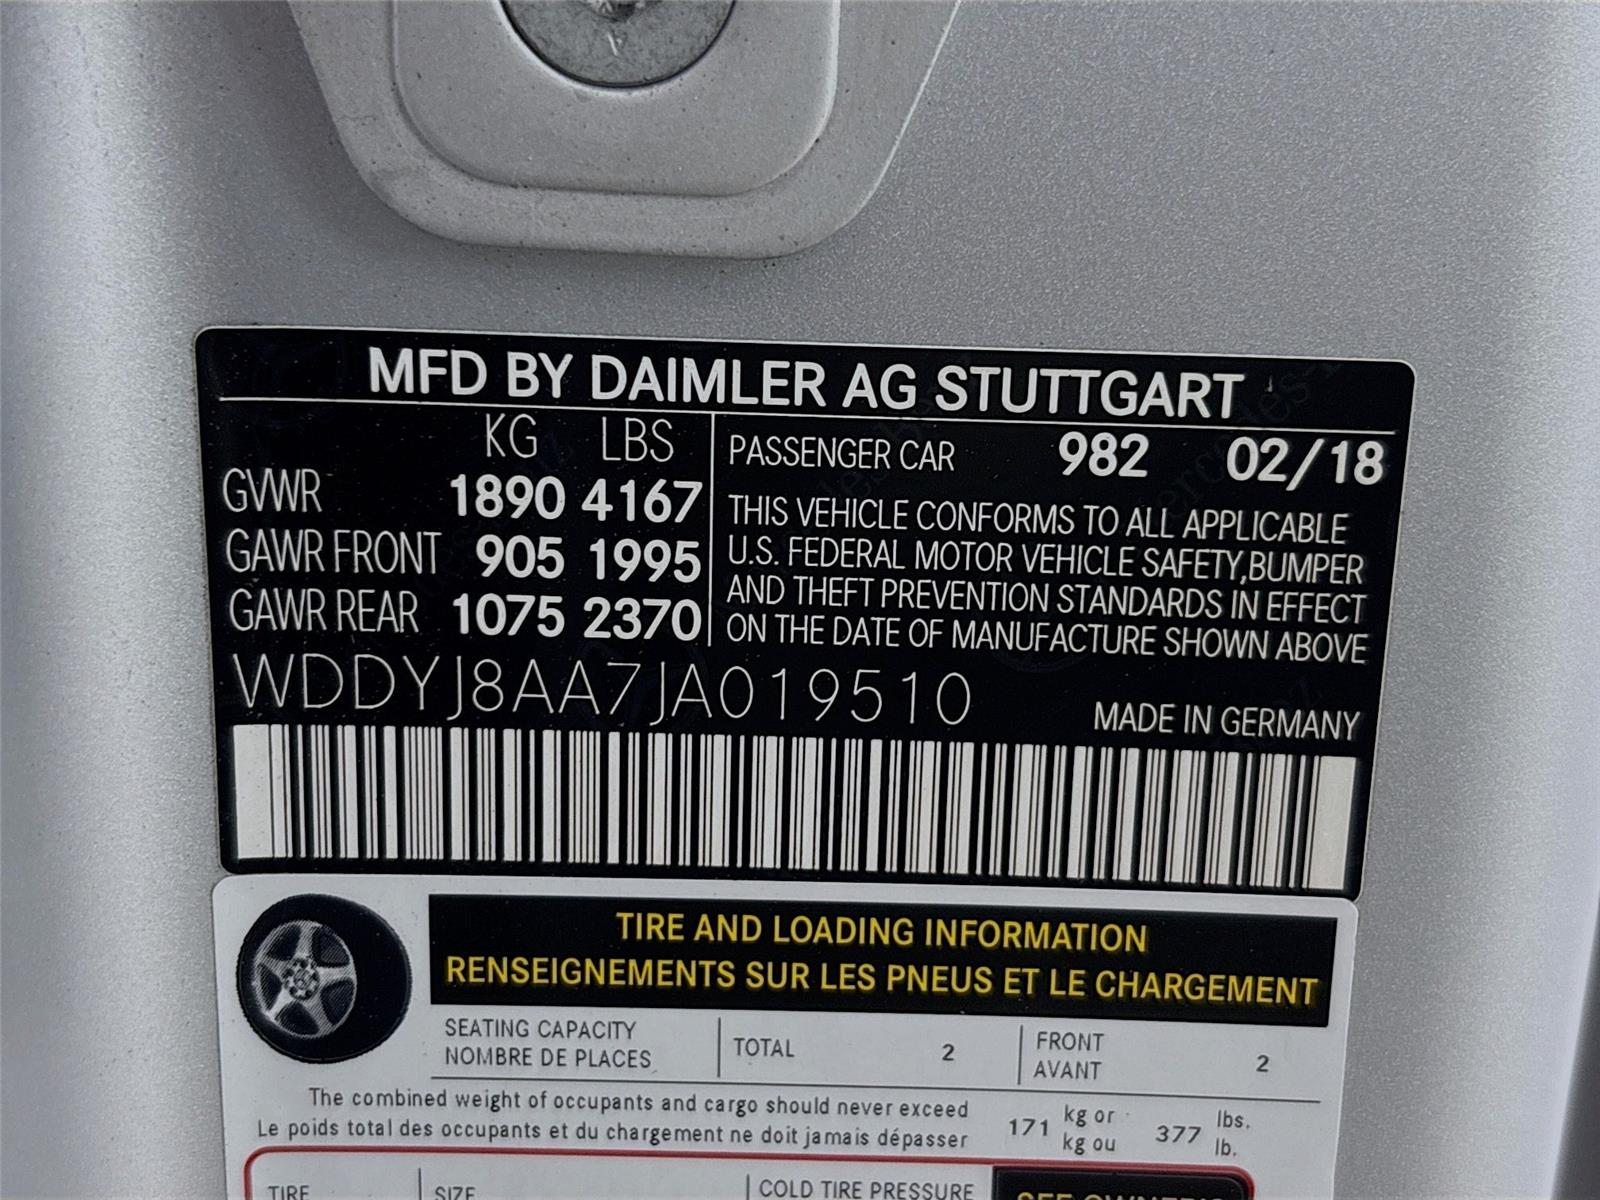 MFD BY DAIMLER AG STUTTGART
KG LBS
GVWR 1890 4167
GAWR FRONT 905 1995
GAWR REAR 1075 2370
PASSENGER CAR 982 02/18
THIS VEHICLE CONFORMS TO ALL APPLICABLE
U.S. FEDERAL MOTOR VEHICLE SAFETY,BUMPER
AND THEFT PREVENTION STANDARDS IN EFFECT
ON THE DATE OF MANUFACTURE SHOWN ABOVE
WDDYJ8AA7JA019510
MADE IN GERMANY
TIRE AND LOADING INFORMATION
RENSEIGNEMENTS SUR LES PNEUS ET LE CHARGEMENT
SEATING CAPACITY
NOMBRE DE PLACES
TOTAL 2
FRONT
AVANT
2
The combined weight of occupants and cargo should never exceed
Le poids total des occupants et du chargement ne doit jamais dépasser
171
kg or
kg ou
377
lbs.
lb.
TIRE SIZE COLD TIRE PRESSURE
SEE OWNER'S